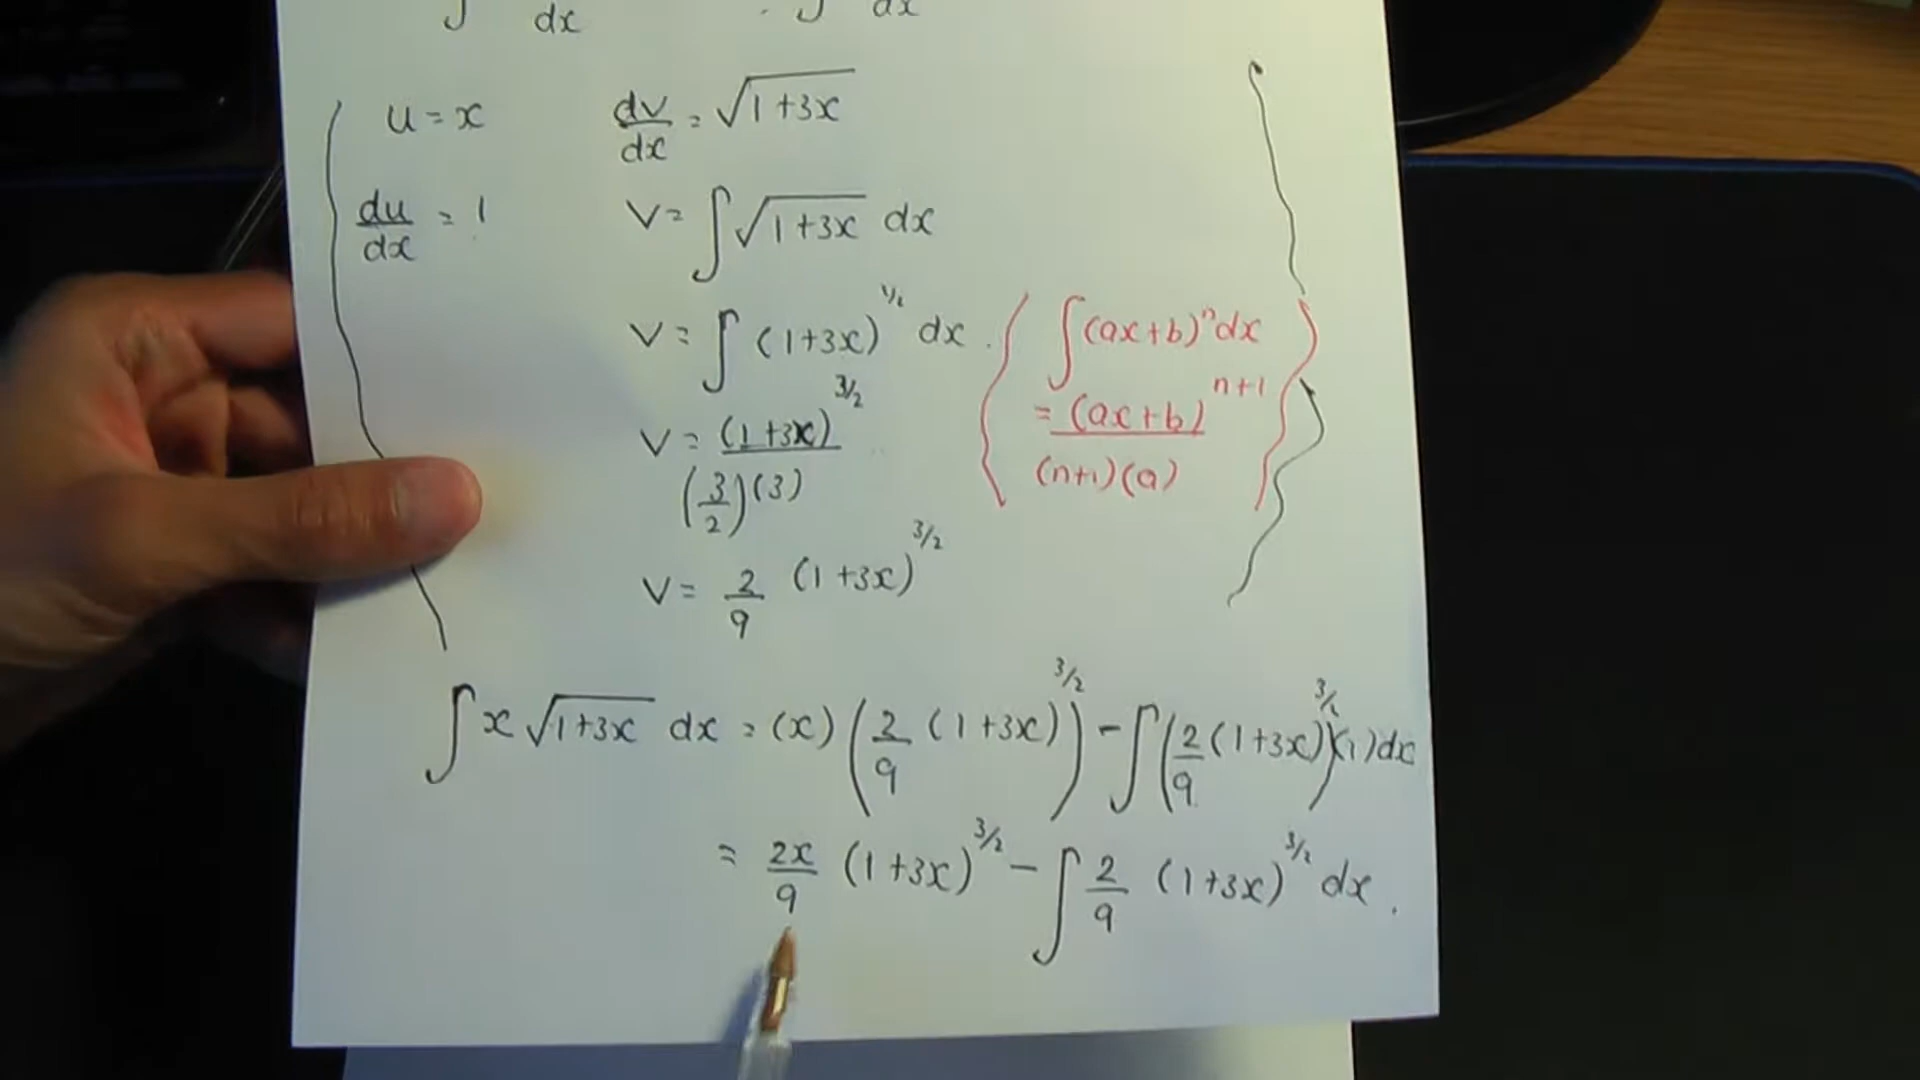 ∫ dx . ∫ dx
u = x dv/dx = √(1+3x)
du/dx = 1 V = ∫ √(1+3x) dx
V = ∫ (1+3x)^(1/2) dx . ∫(ax+b)^n dx
V = (1+3x)^(3/2) / (3/2)(3) = (ax+b)^(n+1) / (n+1)(a)
V = 2/9 (1+3x)^(3/2)
∫ x √(1+3x) dx = (x) (2/9 (1+3x)^(3/2)) - ∫ (2/9 (1+3x)^(3/2))(1) dx
= 2x/9 (1+3x)^(3/2) - ∫ 2/9 (1+3x)^(3/2) dx .